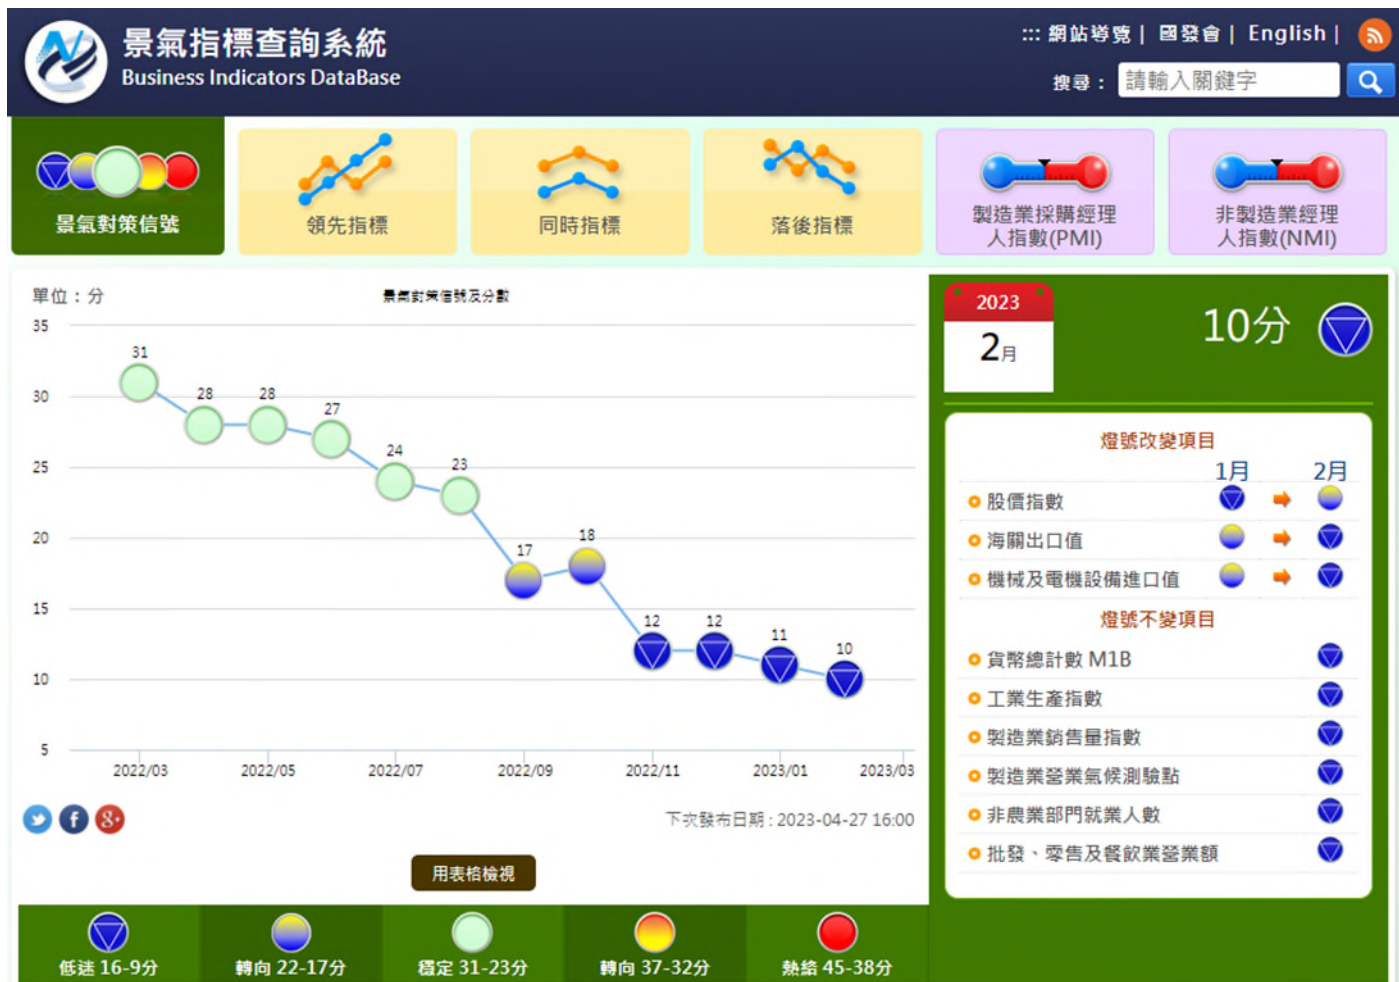 景氣指標查詢系統
Business Indicators DataBase
::: 網站導覽 | 國發會 | English |
搜尋： 請輸入關鍵字
景氣對策信號
領先指標
同時指標
落後指標
製造業採購經理
人指數(PMI)
非製造業經理
人指數(NMI)
單位：分
景氣對策信號及分數
35
30
25
20
15
10
5
31
28
28
27
24
23
17
18
12
12
11
10
2022/03
2022/05
2022/07
2022/09
2022/11
2023/01
2023/03
下次發布日期 : 2023-04-27 16:00
用表格檢視
低迷 16-9分
轉向 22-17分
穩定 31-23分
轉向 37-32分
熱絡 45-38分
2023
2月
10分
燈號改變項目
1月 2月
股價指數
海關出口值
機械及電機設備進口值
燈號不變項目
貨幣總計數 M1B
工業生產指數
製造業銷售量指數
製造業營業氣候測驗點
非農業部門就業人數
批發、零售及餐飲業營業額